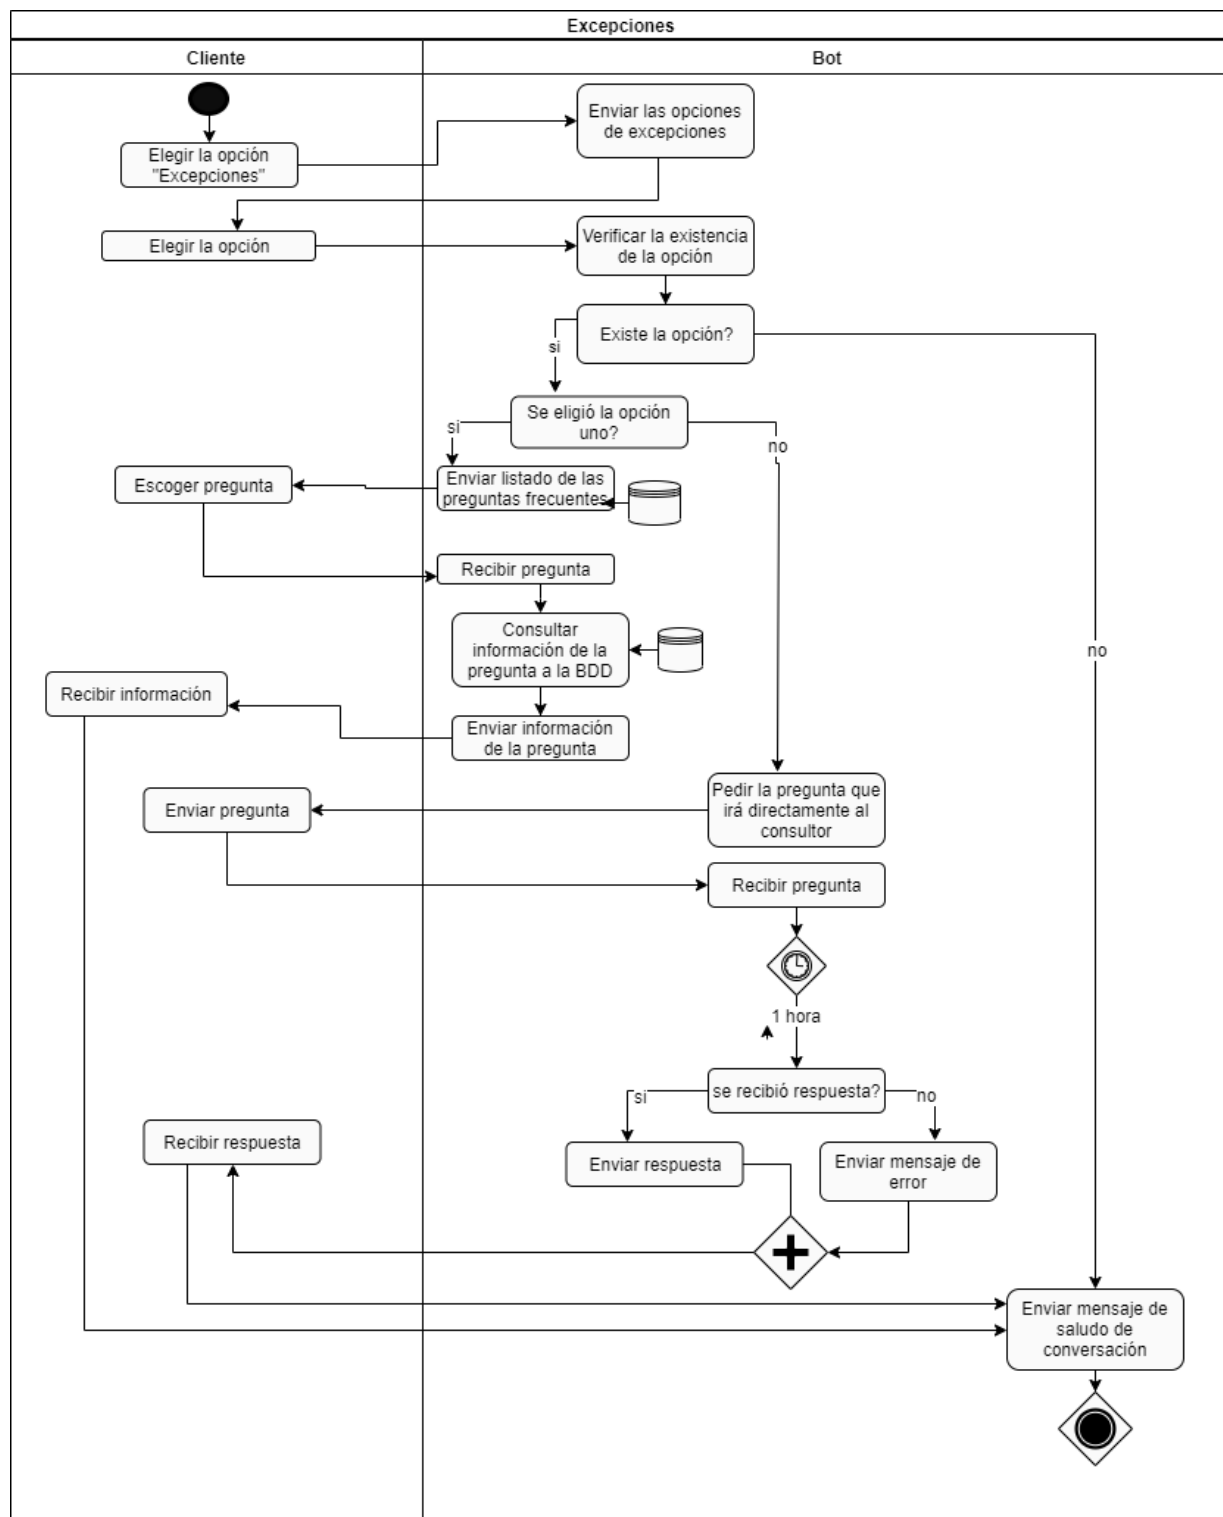 Excepciones
Cliente
Bot
Enviar las opciones
de excepciones
Elegir la opción
"Excepciones"
Elegir la opción
Verificar la existencia
de la opción
Existe la opción?
si
no
Se eligió la opción
uno?
si
no
Enviar listado de las
preguntas frecuentes
Escoger pregunta
Recibir pregunta
Consultar
información de la
pregunta a la BDD
Recibir información
Enviar información
de la pregunta
Pedir la pregunta que
irá directamente al
consultor
Enviar pregunta
Recibir pregunta
1 hora
se recibió respuesta?
si
no
Recibir respuesta
Enviar respuesta
Enviar mensaje de
error
Enviar mensaje de
saludo de
conversación